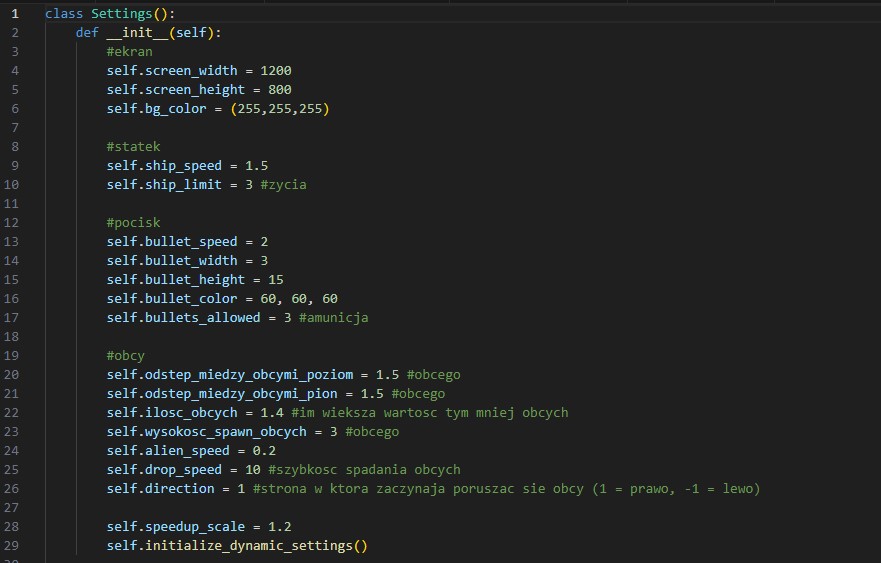 1 class Settings():
2 def __init__(self):
3 #ekran
4 self.screen_width = 1200
5 self.screen_height = 800
6 self.bg_color = (255,255,255)
7
8 #statek
9 self.ship_speed = 1.5
10 self.ship_limit = 3 #zycia
11
12 #pocisk
13 self.bullet_speed = 2
14 self.bullet_width = 3
15 self.bullet_height = 15
16 self.bullet_color = 60, 60, 60
17 self.bullets_allowed = 3 #amunicja
18
19 #obcy
20 self.odstep_miedzy_obcymi_poziom = 1.5 #obcego
21 self.odstep_miedzy_obcymi_pion = 1.5 #obcego
22 self.ilosc_obcych = 1.4 #im wieksza wartosc tym mniej obcych
23 self.wysokosc_spawn_obcych = 3 #obcego
24 self.alien_speed = 0.2
25 self.drop_speed = 10 #szybkosc spadania obcych
26 self.direction = 1 #strona w ktora zaczynaja poruszac sie obcy (1 = prawo, -1 = lewo)
27
28 self.speedup_scale = 1.2
29 self.initialize_dynamic_settings()